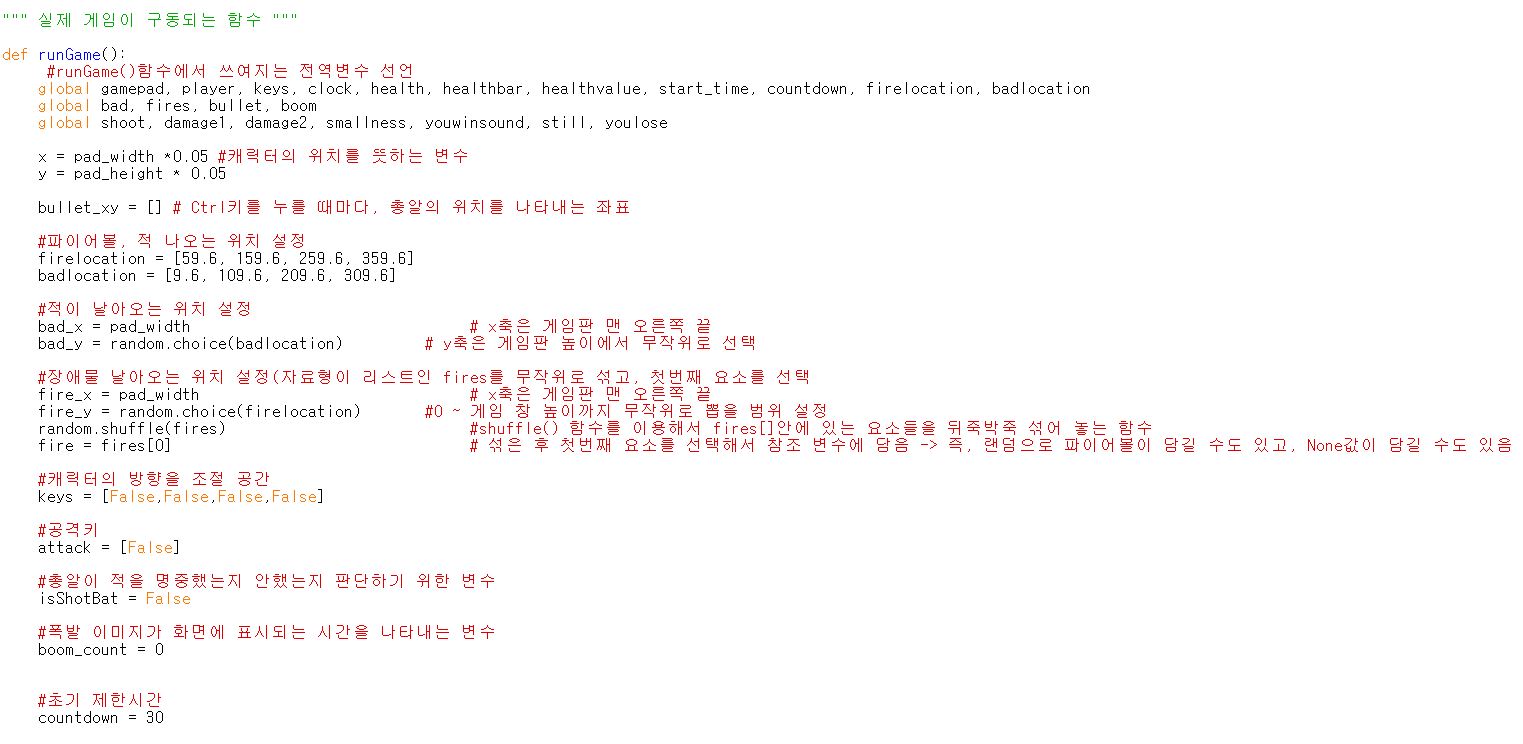 """ 실제 게임이 구동되는 함수 """
def runGame():
#runGame()함수에서 쓰여지는 전역변수 선언
global gamepad, player, keys, clock, health, healthbar, healthvalue, start_time, countdown, firelocation, badlocation
global bad, fires, bullet, boom
global shoot, damage1, damage2, smallness, youwinsound, still, youlose
x = pad_width *0.05 #캐릭터의 위치를 뜻하는 변수
y = pad_height * 0.05
bullet_xy = [] # Ctrl키를 누를 때마다, 총알의 위치를 나타내는 좌표
#파이어볼, 적 나오는 위치 설정
firelocation = [59.6, 159.6, 259.6, 359.6]
badlocation = [9.6, 109.6, 209.6, 309.6]
#적이 날아오는 위치 설정
bad_x = pad_width # x축은 게임판 맨 오른쪽 끝
bad_y = random.choice(badlocation) # y축은 게임판 높이에서 무작위로 선택
#장애물 날아오는 위치 설정(자료형이 리스트인 fires를 무작위로 섞고, 첫번째 요소를 선택
fire_x = pad_width # x축은 게임판 맨 오른쪽 끝
fire_y = random.choice(firelocation) #0 ~ 게임 창 높이까지 무작위로 뽑을 범위 설정
random.shuffle(fires) #shuffle() 함수를 이용해서 fires[]안에 있는 요소들을 뒤죽박죽 섞어 놓는 함수
fire = fires[0] # 섞은 후 첫번째 요소를 선택해서 참조 변수에 담음 -> 즉, 랜덤으로 파이어볼이 담길 수도 있고, None값이 담길 수도 있음
#캐릭터의 방향을 조절 공간
keys = [False,False,False,False]
#공격키
attack = [False]
#총알이 적을 명중했는지 안했는지 판단하기 위한 변수
isShotBat = False
#폭발 이미지가 화면에 표시되는 시간을 나타내는 변수
boom_count = 0
#초기 제한시간
countdown = 30